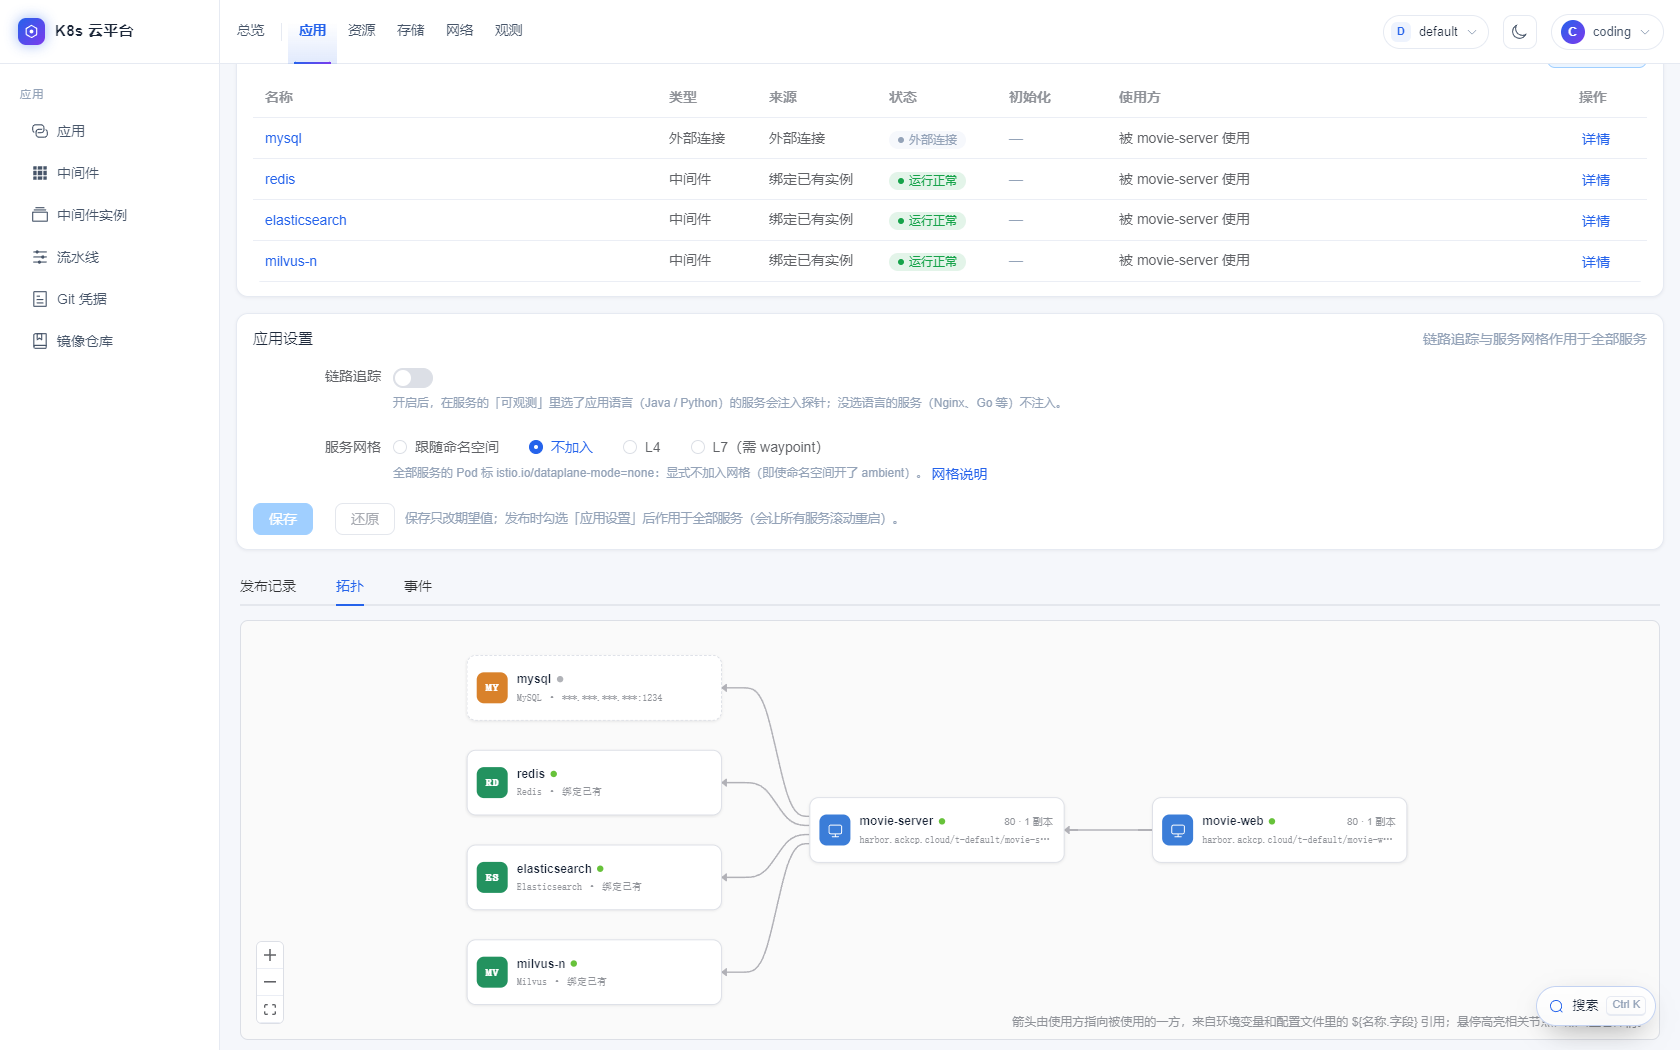 K8s 云平台
总览
应用
资源
存储
网络
观测
D default
C coding
应用
应用
中间件
中间件实例
流水线
Git 凭据
镜像仓库
名称 类型 来源 状态 初始化 使用方 操作
mysql 外部连接 外部连接 外部连接 — 被 movie-server 使用 详情
redis 中间件 绑定已有实例 运行正常 — 被 movie-server 使用 详情
elasticsearch 中间件 绑定已有实例 运行正常 — 被 movie-server 使用 详情
milvus-n 中间件 绑定已有实例 运行正常 — 被 movie-server 使用 详情
应用设置 链路追踪与服务网格作用于全部服务
链路追踪
开启后，在服务的「可观测」里选了应用语言（Java / Python）的服务会注入探针；没选语言的服务（Nginx、Go 等）不注入。
服务网格 跟随命名空间 不加入 L4 L7（需 waypoint）
全部服务的 Pod 标 istio.io/dataplane-mode=none：显式不加入网格（即使命名空间开了 ambient）。 网格说明
保存 还原 保存只改期望值；发布时勾选「应用设置」后作用于全部服务（会让所有服务滚动重启）。
发布记录 拓扑 事件
MY mysql
MySQL · ***.***.***.***:1234
RD redis
Redis · 绑定已有
ES elasticsearch
Elasticsearch · 绑定已有
MV milvus-n
Milvus · 绑定已有
movie-server 80 · 1 副本
harbor.ackcp.cloud/t-default/movie-s…
movie-web 80 · 1 副本
harbor.ackcp.cloud/t-default/movie-w…
箭头由使用方指向被使用的一方，来自环境变量和配置文件里的 ${名称.字段} 引用；悬停高亮相关节
搜索 Ctrl K